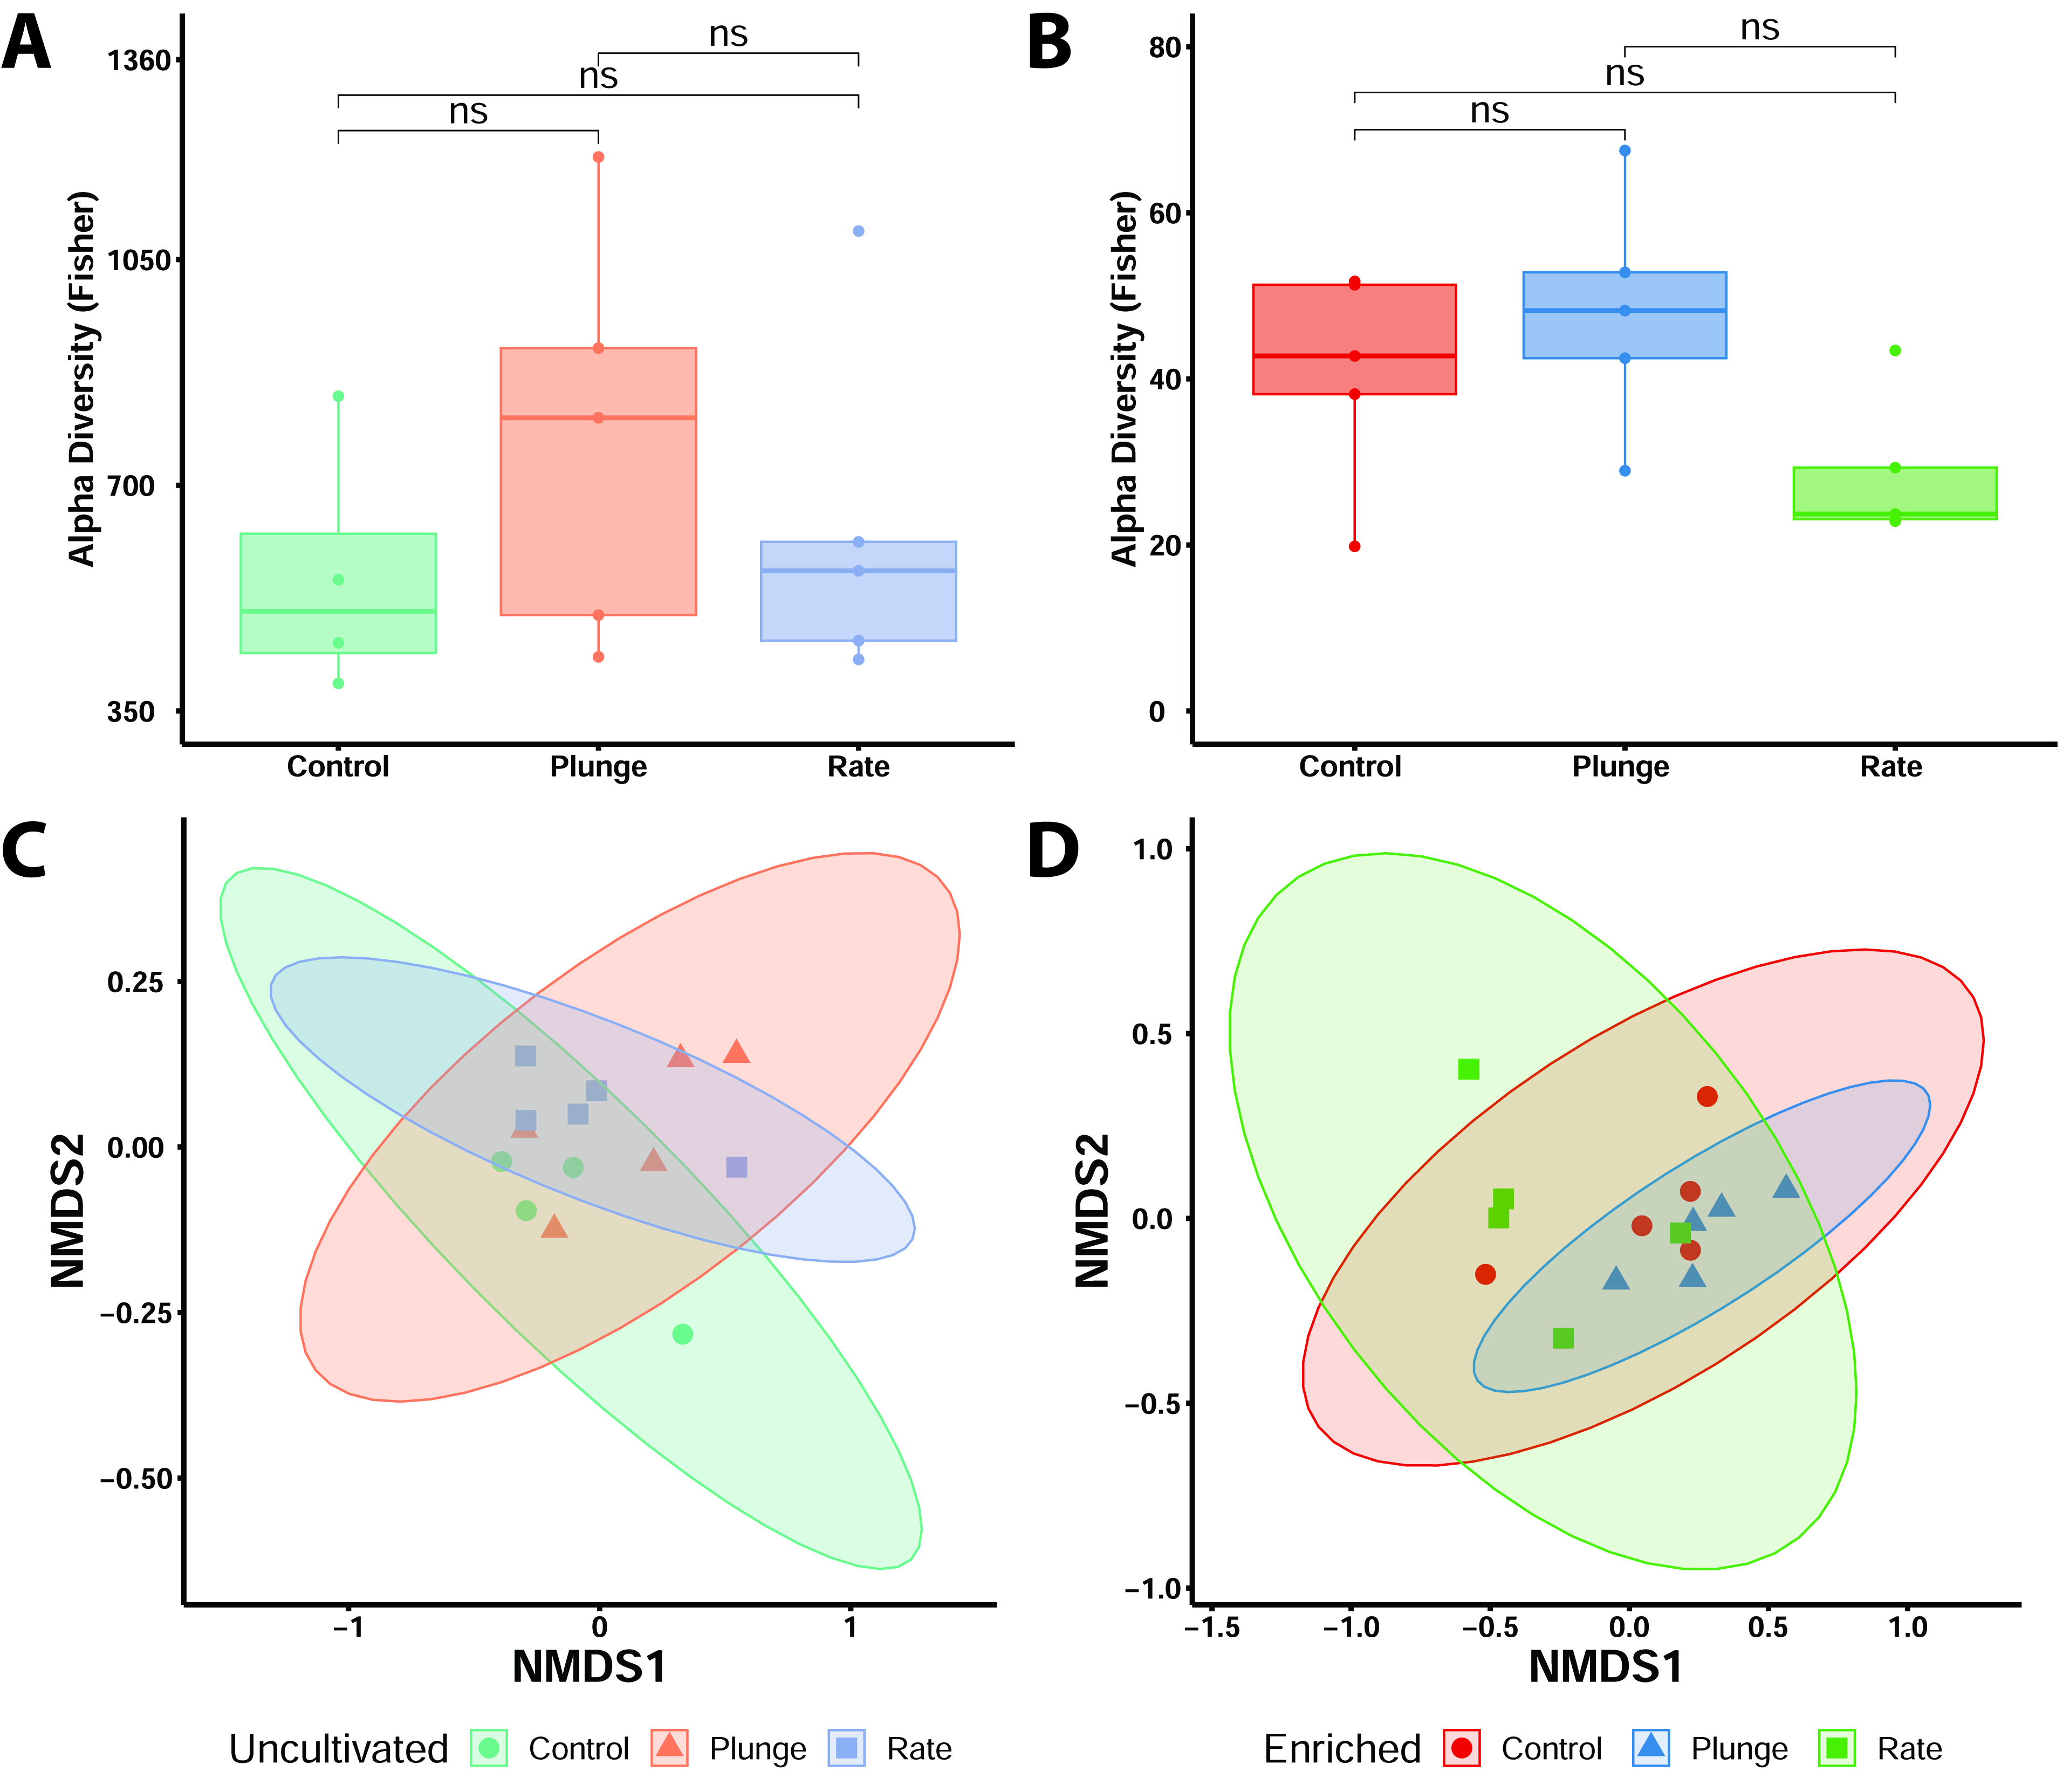 A
Alpha Diversity (Fisher)
1360
1050
700
350
ns
ns
ns
Control Plunge Rate
B
Alpha Diversity (Fisher)
80
60
40
20
0
ns
ns
ns
Control Plunge Rate
C
NMDS2
0.25
0.00
−0.25
−0.50
−1 0 1
NMDS1
Uncultivated Control Plunge Rate
D
NMDS2
1.0
0.5
0.0
−0.5
−1.0
−1.5 −1.0 −0.5 0.0 0.5 1.0
NMDS1
Enriched Control Plunge Rate